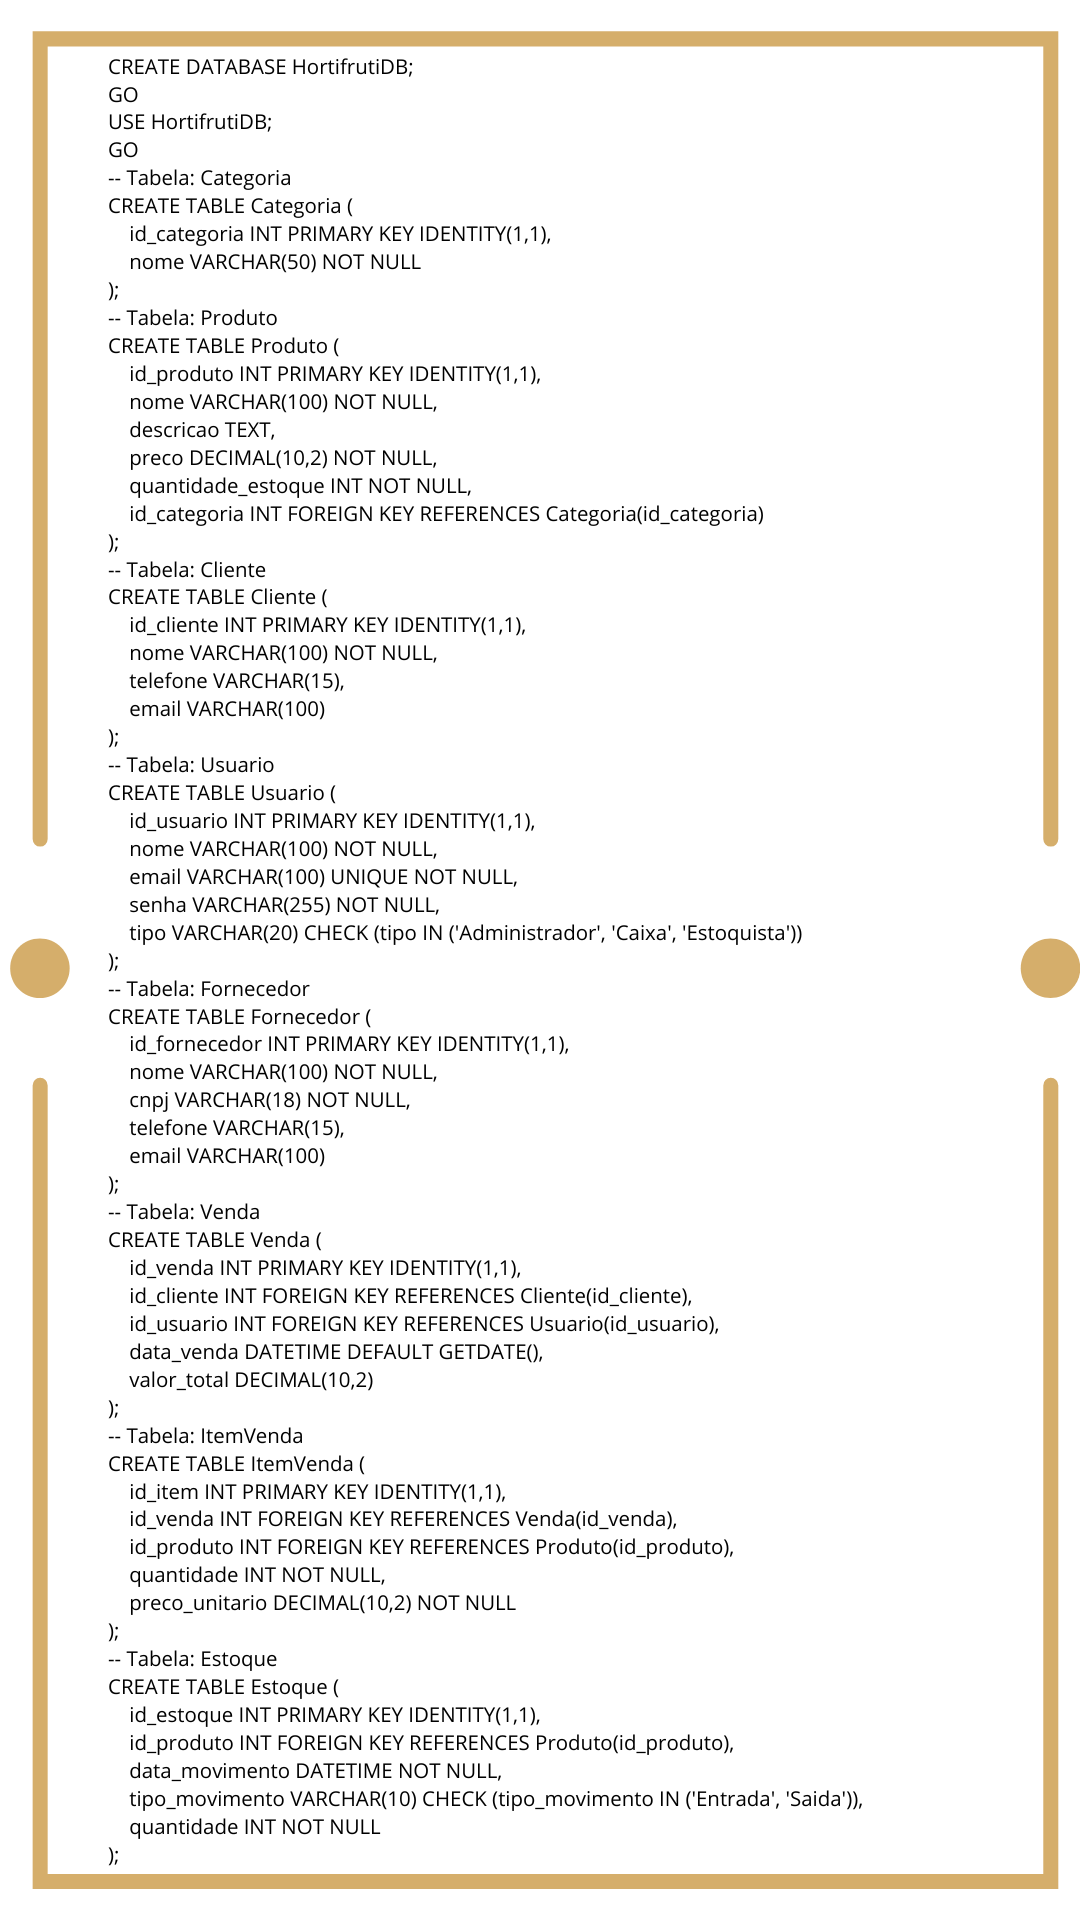 CREATE DATABASE HortifrutiDB;
GO
USE HortifrutiDB;
GO
-- Tabela: Categoria
CREATE TABLE Categoria (
id_categoria INT PRIMARY KEY IDENTITY(1,1),
nome VARCHAR(50) NOT NULL
);
-- Tabela: Produto
CREATE TABLE Produto (
id_produto INT PRIMARY KEY IDENTITY(1,1),
nome VARCHAR(100) NOT NULL,
descricao TEXT,
preco DECIMAL(10,2) NOT NULL,
quantidade_estoque INT NOT NULL,
id_categoria INT FOREIGN KEY REFERENCES Categoria(id_categoria)
);
-- Tabela: Cliente
CREATE TABLE Cliente (
id_cliente INT PRIMARY KEY IDENTITY(1,1),
nome VARCHAR(100) NOT NULL,
telefone VARCHAR(15),
email VARCHAR(100)
);
-- Tabela: Usuario
CREATE TABLE Usuario (
id_usuario INT PRIMARY KEY IDENTITY(1,1),
nome VARCHAR(100) NOT NULL,
email VARCHAR(100) UNIQUE NOT NULL,
senha VARCHAR(255) NOT NULL,
tipo VARCHAR(20) CHECK (tipo IN ('Administrador', 'Caixa', 'Estoquista'))
);
-- Tabela: Fornecedor
CREATE TABLE Fornecedor (
id_fornecedor INT PRIMARY KEY IDENTITY(1,1),
nome VARCHAR(100) NOT NULL,
cnpj VARCHAR(18) NOT NULL,
telefone VARCHAR(15),
email VARCHAR(100)
);
-- Tabela: Venda
CREATE TABLE Venda (
id_venda INT PRIMARY KEY IDENTITY(1,1),
id_cliente INT FOREIGN KEY REFERENCES Cliente(id_cliente),
id_usuario INT FOREIGN KEY REFERENCES Usuario(id_usuario),
data_venda DATETIME DEFAULT GETDATE(),
valor_total DECIMAL(10,2)
);
-- Tabela: ItemVenda
CREATE TABLE ItemVenda (
id_item INT PRIMARY KEY IDENTITY(1,1),
id_venda INT FOREIGN KEY REFERENCES Venda(id_venda),
id_produto INT FOREIGN KEY REFERENCES Produto(id_produto),
quantidade INT NOT NULL,
preco_unitario DECIMAL(10,2) NOT NULL
);
-- Tabela: Estoque
CREATE TABLE Estoque (
id_estoque INT PRIMARY KEY IDENTITY(1,1),
id_produto INT FOREIGN KEY REFERENCES Produto(id_produto),
data_movimento DATETIME NOT NULL,
tipo_movimento VARCHAR(10) CHECK (tipo_movimento IN ('Entrada', 'Saida')),
quantidade INT NOT NULL
);